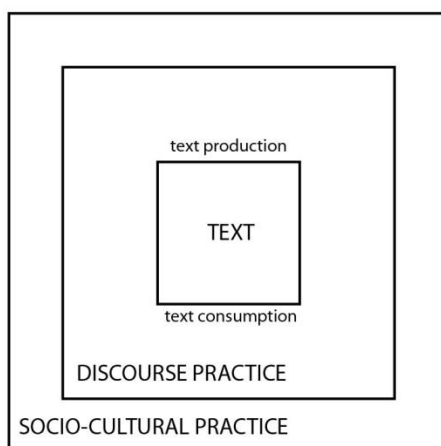 text production
TEXT
text consumption
DISCOURSE PRACTICE
SOCIO-CULTURAL PRACTICE